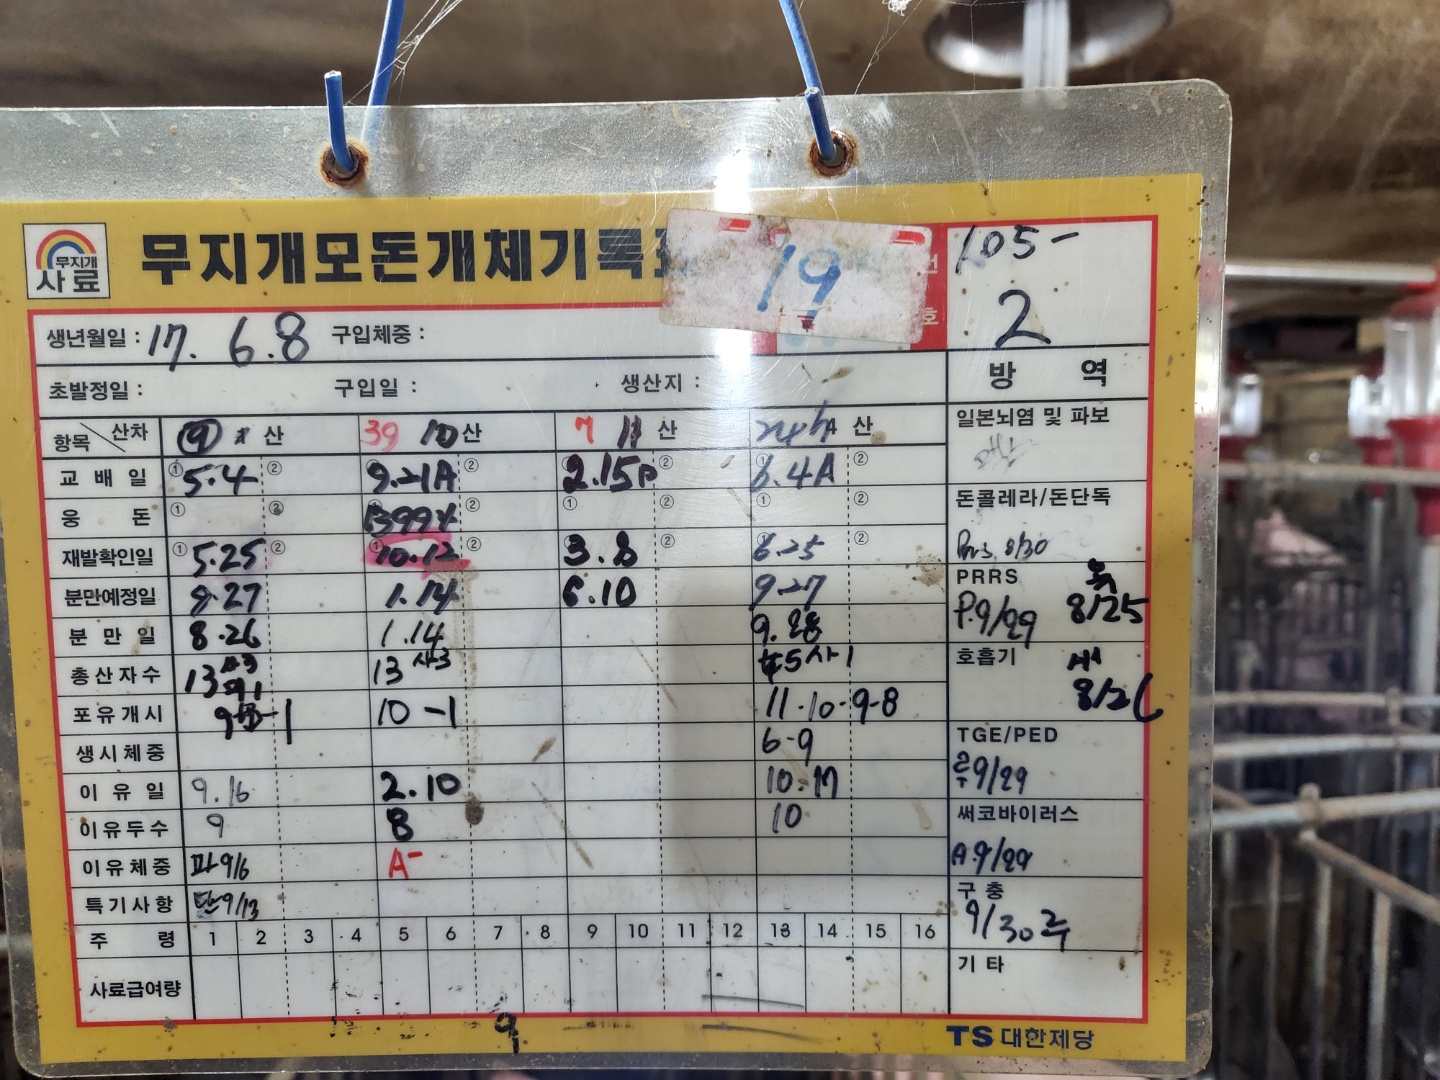 무지개
사료
무지개모돈개체기록
19
105-
2
생년월일 : 17. 6. 8 구입체중 :
초발정일 : 구입일 : 생산지 :
방 역
항목 산차 9 산 39 10 산 7 11 산 산
교 배 일 ① 5.4 ② 9.21A ② 2.15P ② 6.4A ②
웅 돈 ① ② ② ① ② ① ②
재발확인일 ① 5.25 ② ① 10.12 ② 3.8 ② 6.25 ②
분만예정일 8.27 1.14 6.10 9-27
분 만 일 8.26 1.14 9.28
총산자수 13 13 사3 사1
포유개시 10-1 11-10-9-8
생시체중 6-9
이 유 일 9.16 2.10 10.17
이유두수 9 8 10
이유체중 9/6 A-
특기사항 9/13
주 령 1 2 3 4 5 6 7 8 9 10 11 12 13 14 15 16
사료급여량
9
일본뇌염 및 파보
돈콜레라/돈단독
8/30
PRRS
P.9/29 8/25
호흡기
8/26
TGE/PED
9/29
써코바이러스
A 9/29
구 충
9/30
기 타
TS 대한제당